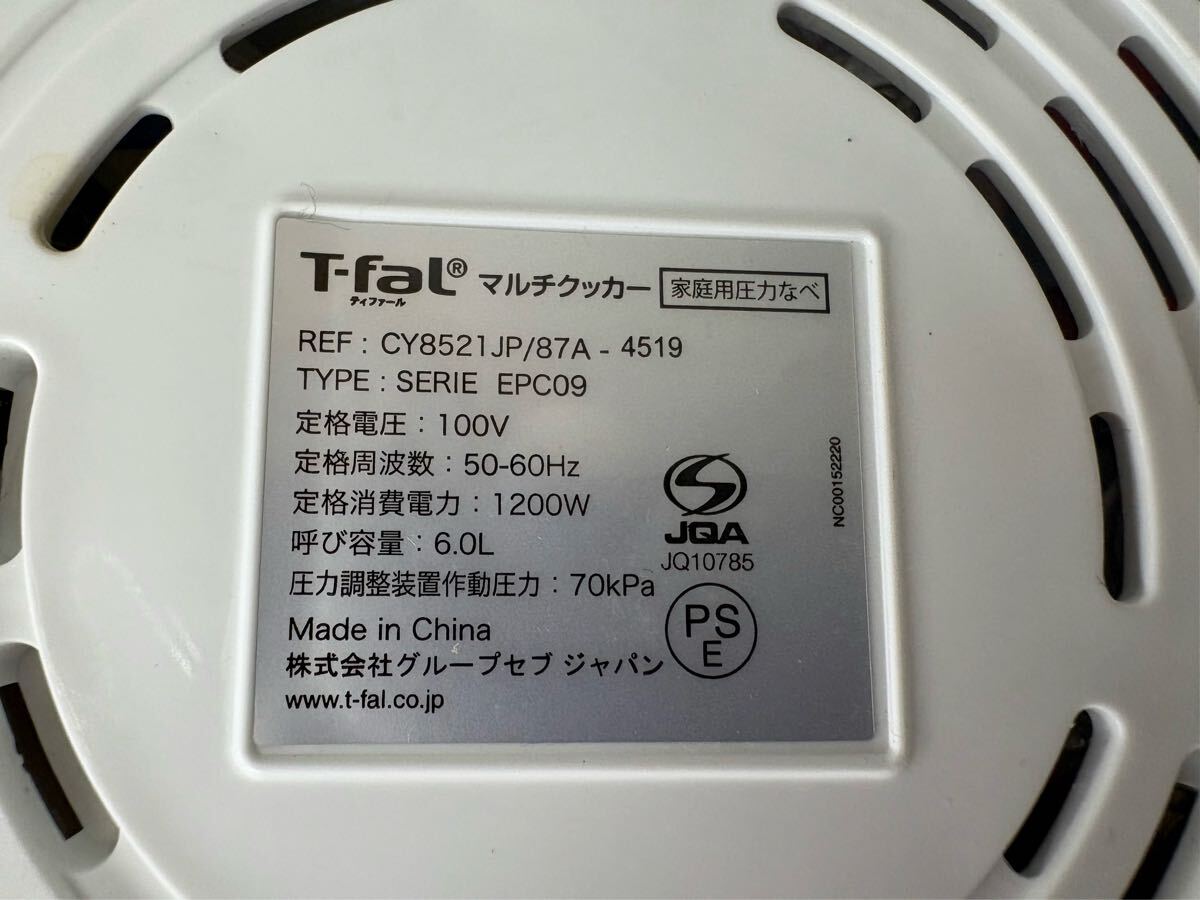 T-fal® マルチクッカー 家庭用圧力なべ
ティファール
REF : CY8521JP/87A - 4519
TYPE : SERIE EPC09
定格電圧 : 100V
定格周波数 : 50-60Hz
定格消費電力 : 1200W
呼び容量 : 6.0L
圧力調整装置作動圧力 : 70kPa
Made in China
株式会社グループセブ ジャパン
www.t-fal.co.jp
JQA
JQ10785
PS
E
NC00152220